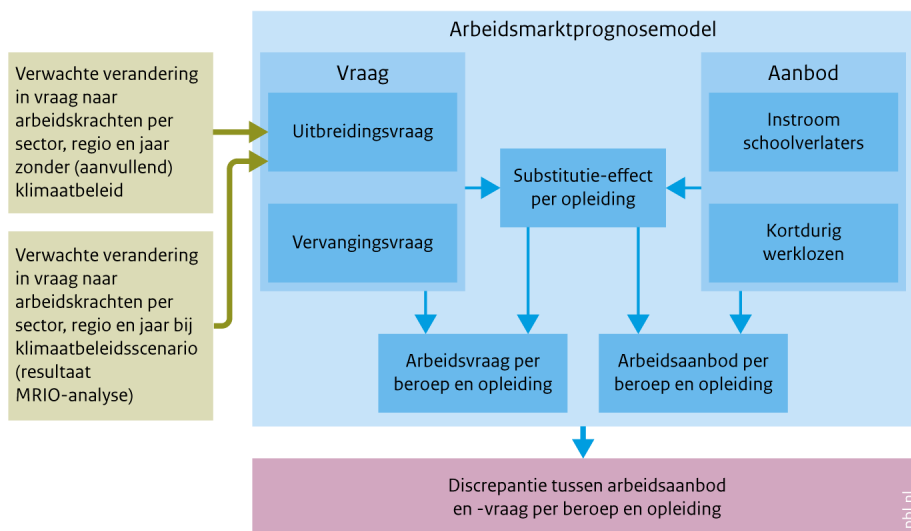 Arbeidsmarktprognosemodel
Verwachte verandering
in vraag naar
arbeidskrachten per
sector, regio en jaar
zonder (aanvullend)
klimaatbeleid
Verwachte verandering
in vraag naar
arbeidskrachten per
sector, regio en jaar bij
klimaatbeleidsscenario
(resultaat
MRIO-analyse)
Vraag
Uitbreidingsvraag
Vervangingsvraag
Substitutie-effect
per opleiding
Aanbod
Instroom
schoolverlaters
Kortdurig
werklozen
Arbeidsvraag per
beroep en opleiding
Arbeidsaanbod per
beroep en opleiding
Discrepantie tussen arbeidsaanbod
en -vraag per beroep en opleiding
pbl.nl